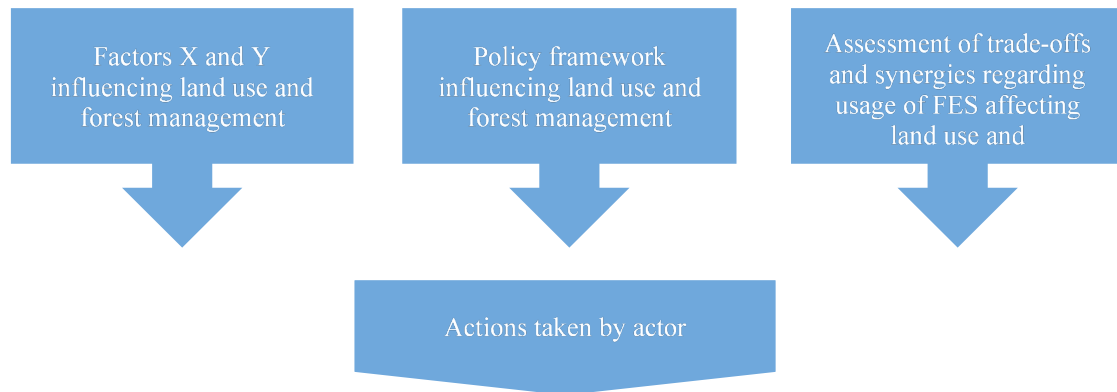 Factors X and Y
influencing land use and
forest management
Policy framework
influencing land use and
forest management
Assessment of trade-offs
and synergies regarding
usage of FES affecting
land use and
Actions taken by actor